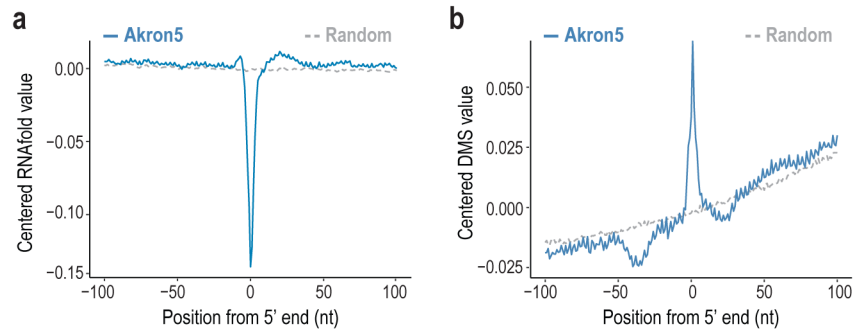 a
Akron5
Random
Centered RNAfold value
0.00
−0.05
−0.10
−0.15
−100
−50
0
50
100
Position from 5’ end (nt)
b
Akron5
Random
Centered DMS value
0.050
0.025
0.000
−0.025
−100
−50
0
50
100
Position from 5’ end (nt)